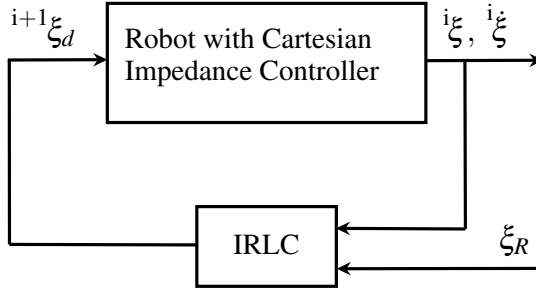 i+1ξd
Robot with Cartesian
Impedance Controller
iξ, iξ̇
IRLC
ξR